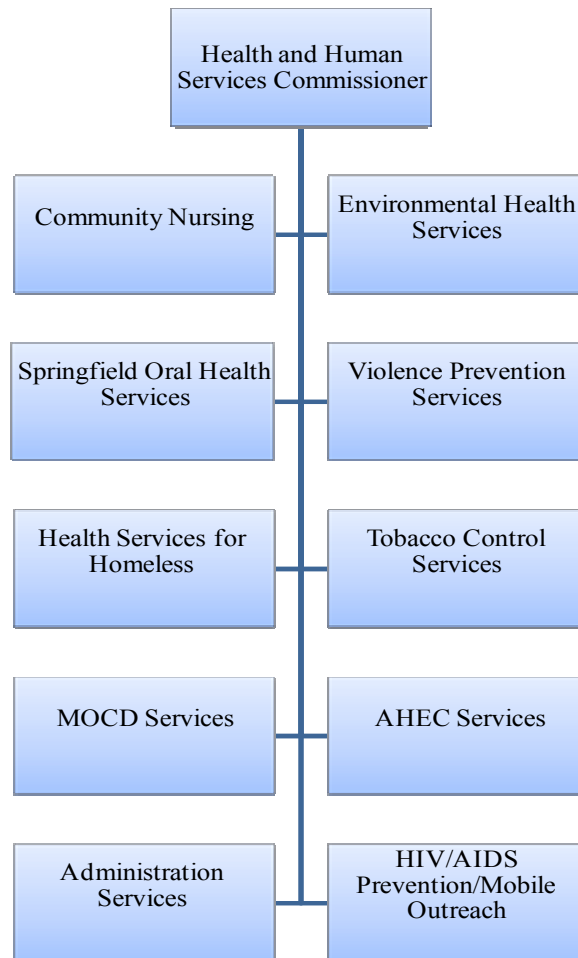 Health and Human
Services Commissioner
Community Nursing
Environmental Health
Services
Springfield Oral Health
Services
Violence Prevention
Services
Health Services for
Homeless
Tobacco Control
Services
MOCD Services
AHEC Services
Administration
Services
HIV/AIDS
Prevention/Mobile
Outreach